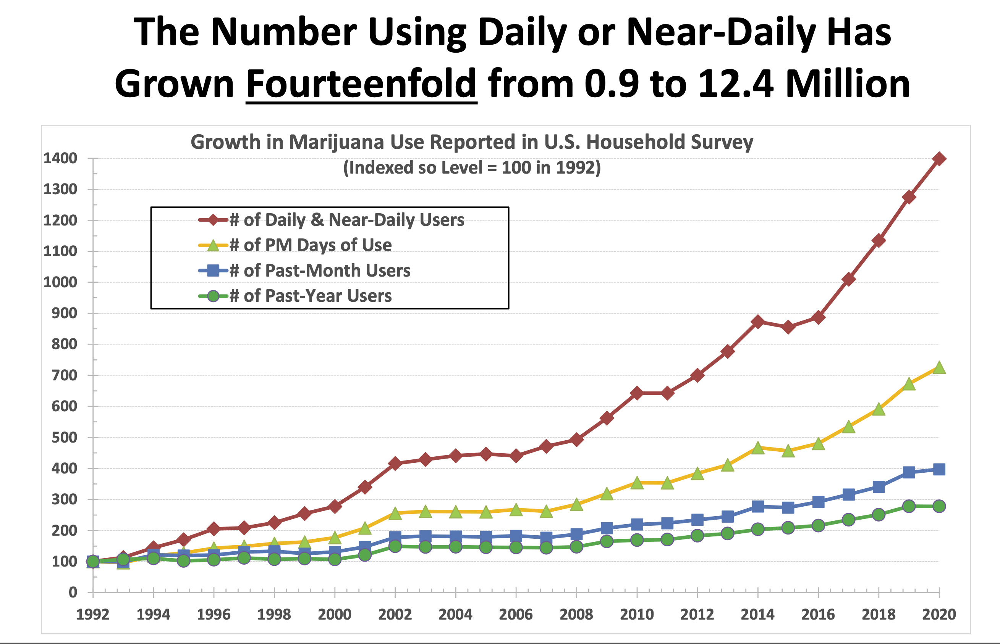 The Number Using Daily or Near-Daily Has
Grown Fourteenfold from 0.9 to 12.4 Million
Growth in Marijuana Use Reported in U.S. Household Survey
(Indexed so Level = 100 in 1992)
1400
1300
1200
1100
1000
900
800
700
600
500
400
300
200
100
0
# of Daily & Near-Daily Users
# of PM Days of Use
# of Past-Month Users
# of Past-Year Users
1992 1994 1996 1998 2000 2002 2004 2006 2008 2010 2012 2014 2016 2018 2020